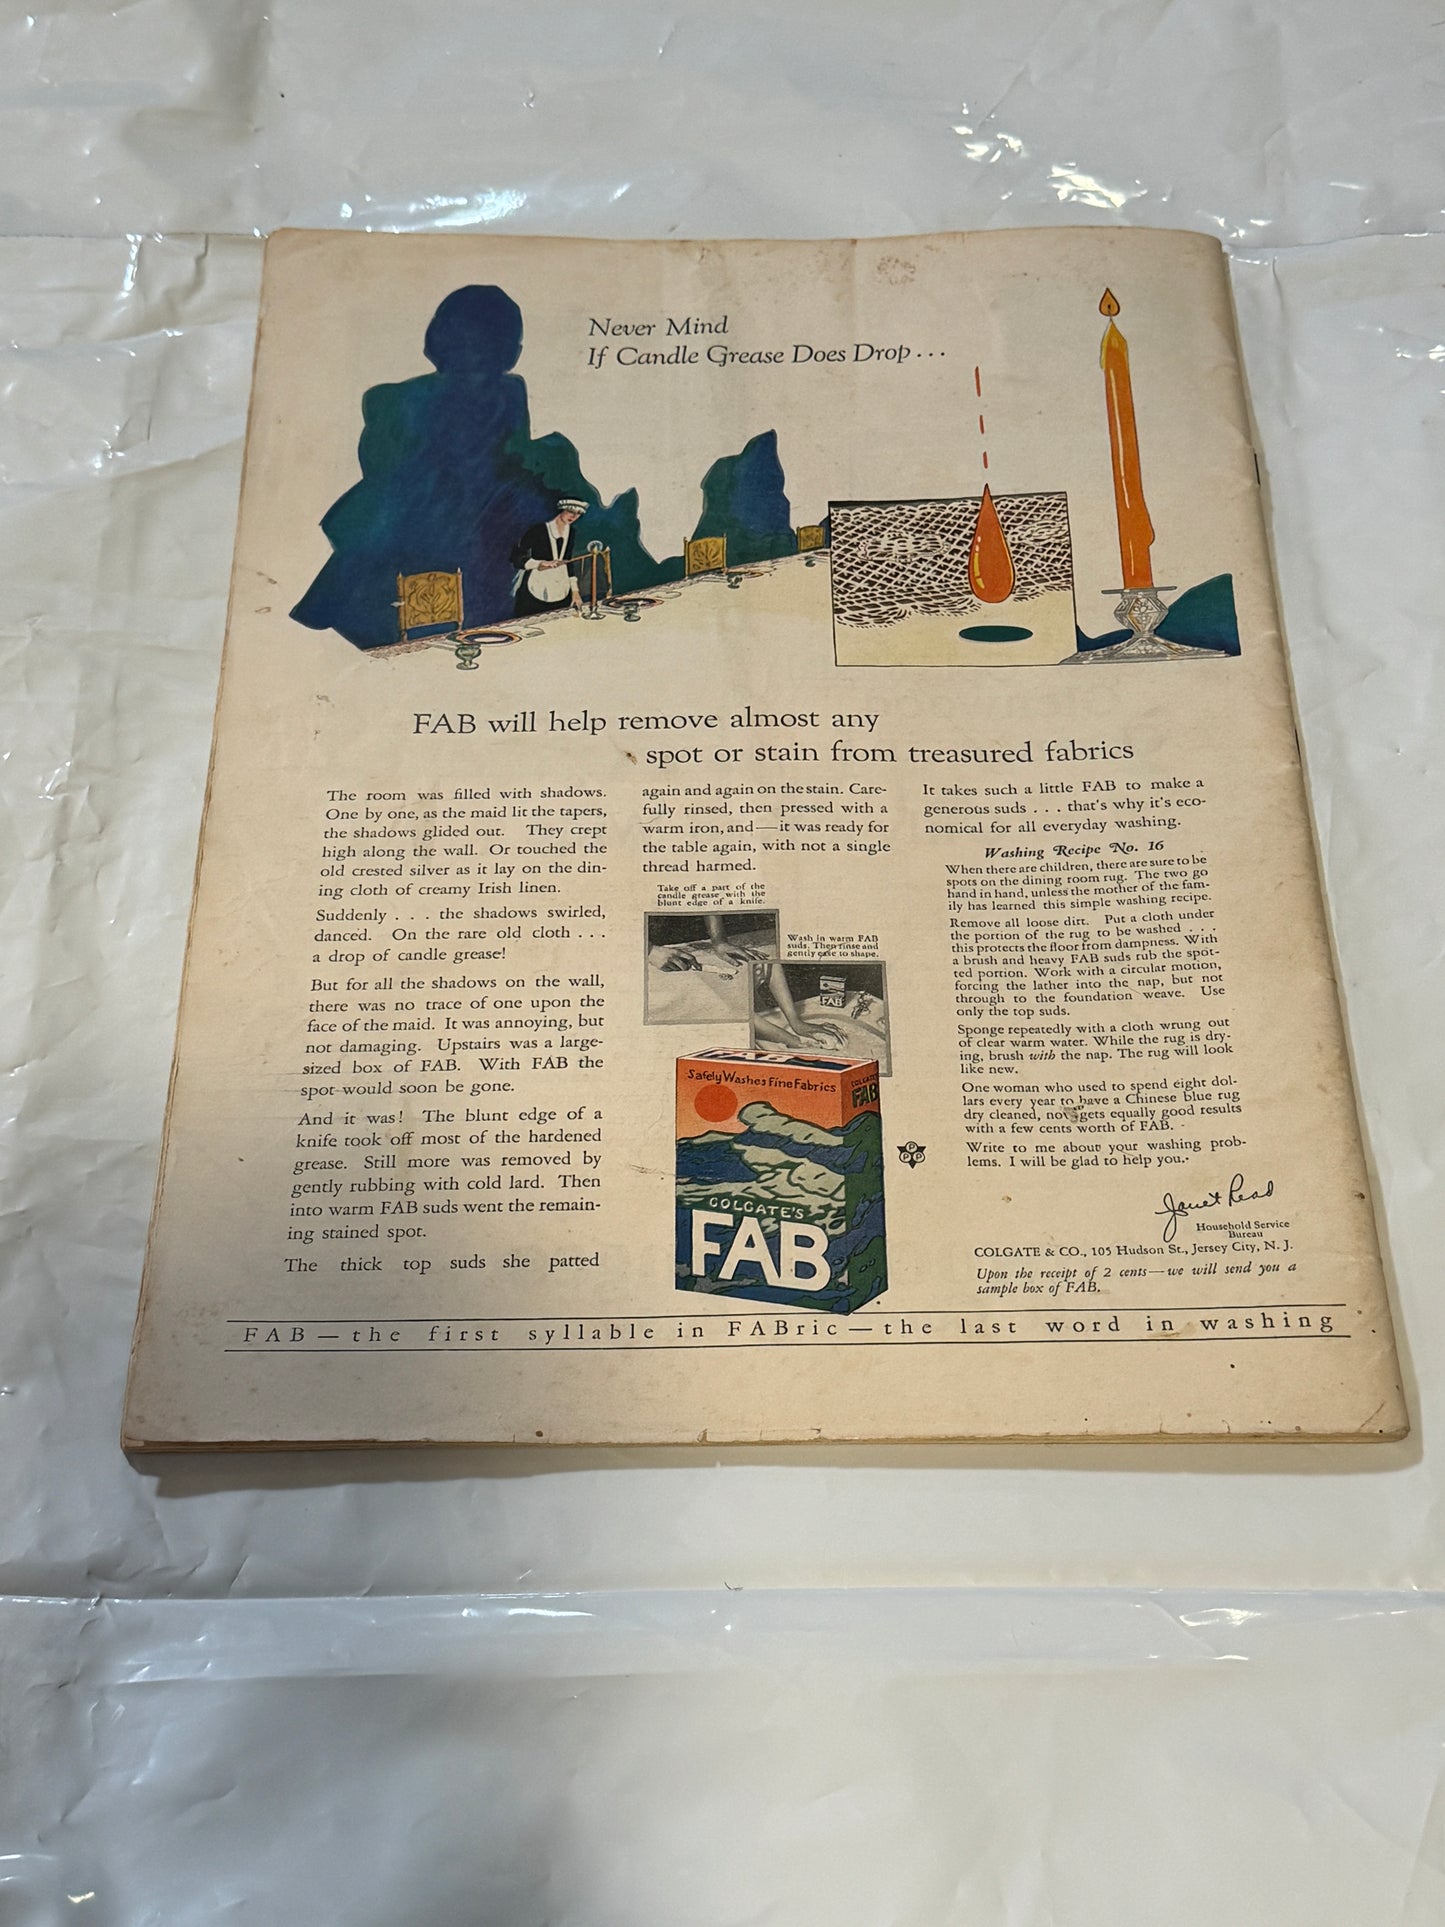 Never Mind
If Candle Grease Does Drop...
FAB will help remove almost any
spot or stain from treasured fabrics
The room was filled with shadows.
One by one, as the maid lit the tapers,
the shadows glided out. They crept
high along the wall. Or touched the
old crested silver as it lay on the din-
ing cloth of creamy Irish linen.
Suddenly . . . the shadows swirled,
danced. On the rare old cloth . . .
a drop of candle grease!
But for all the shadows on the wall,
there was no trace of one upon the
face of the maid. It was annoying, but
not damaging. Upstairs was a large-
sized box of FAB. With FAB the
spot would soon be gone.
And it was! The blunt edge of a
knife took off most of the hardened
grease. Still more was removed by
gently rubbing with cold lard. Then
into warm FAB suds went the remain-
ing stained spot.
The thick top suds she patted
again and again on the stain. Care-
fully rinsed, then pressed with a
warm iron, and—it was ready for
the table again, with not a single
thread harmed.
Take off a part of the
candle grease with the
blunt edge of a knife.
Wash in warm FAB
suds. Then rinse and
gently ease to shape.
FAB
FAB
Safely Washes Fine Fabrics
COLGATE'S
FAB
COLGATE'S
FAB
PPP
It takes such a little FAB to make a
generous suds . . . that's why it's eco-
nomical for all everyday washing.
Washing Recipe No. 16
When there are children, there are sure to be
spots on the dining room rug. The two go
hand in hand, unless the mother of the fam-
ily has learned this simple washing recipe.
Remove all loose dirt. Put a cloth under
the portion of the rug to be washed . . .
this protects the floor from dampness. With
a brush and heavy FAB suds rub the spot-
ted portion. Work with a circular motion,
forcing the lather into the nap, but not
through to the foundation weave. Use
only the top suds.
Sponge repeatedly with a cloth wrung out
of clear warm water. While the rug is dry-
ing, brush with the nap. The rug will look
like new.
One woman who used to spend eight dol-
lars every year to have a Chinese blue rug
dry cleaned, now gets equally good results
with a few cents worth of FAB.
Write to me about your washing prob-
lems. I will be glad to help you.
Janet Read
Household Service
Bureau
COLGATE & CO., 105 Hudson St., Jersey City, N. J.
Upon the receipt of 2 cents—we will send you a
sample box of FAB.
FAB—the first syllable in FABric—the last word in washing